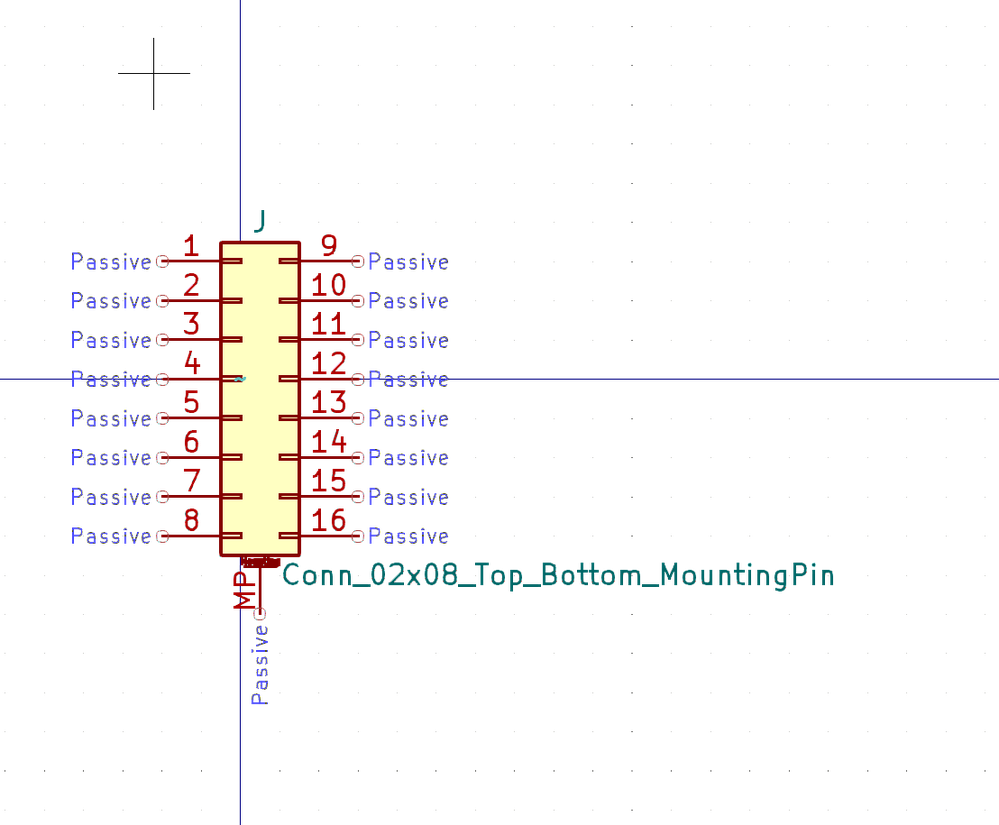 J
Passive 1 9 Passive
Passive 2 10 Passive
Passive 3 11 Passive
Passive 4 12 Passive
Passive 5 13 Passive
Passive 6 14 Passive
Passive 7 15 Passive
Passive 8 16 Passive
Conn_02x08_Top_Bottom_MountingPin
MP
Passive